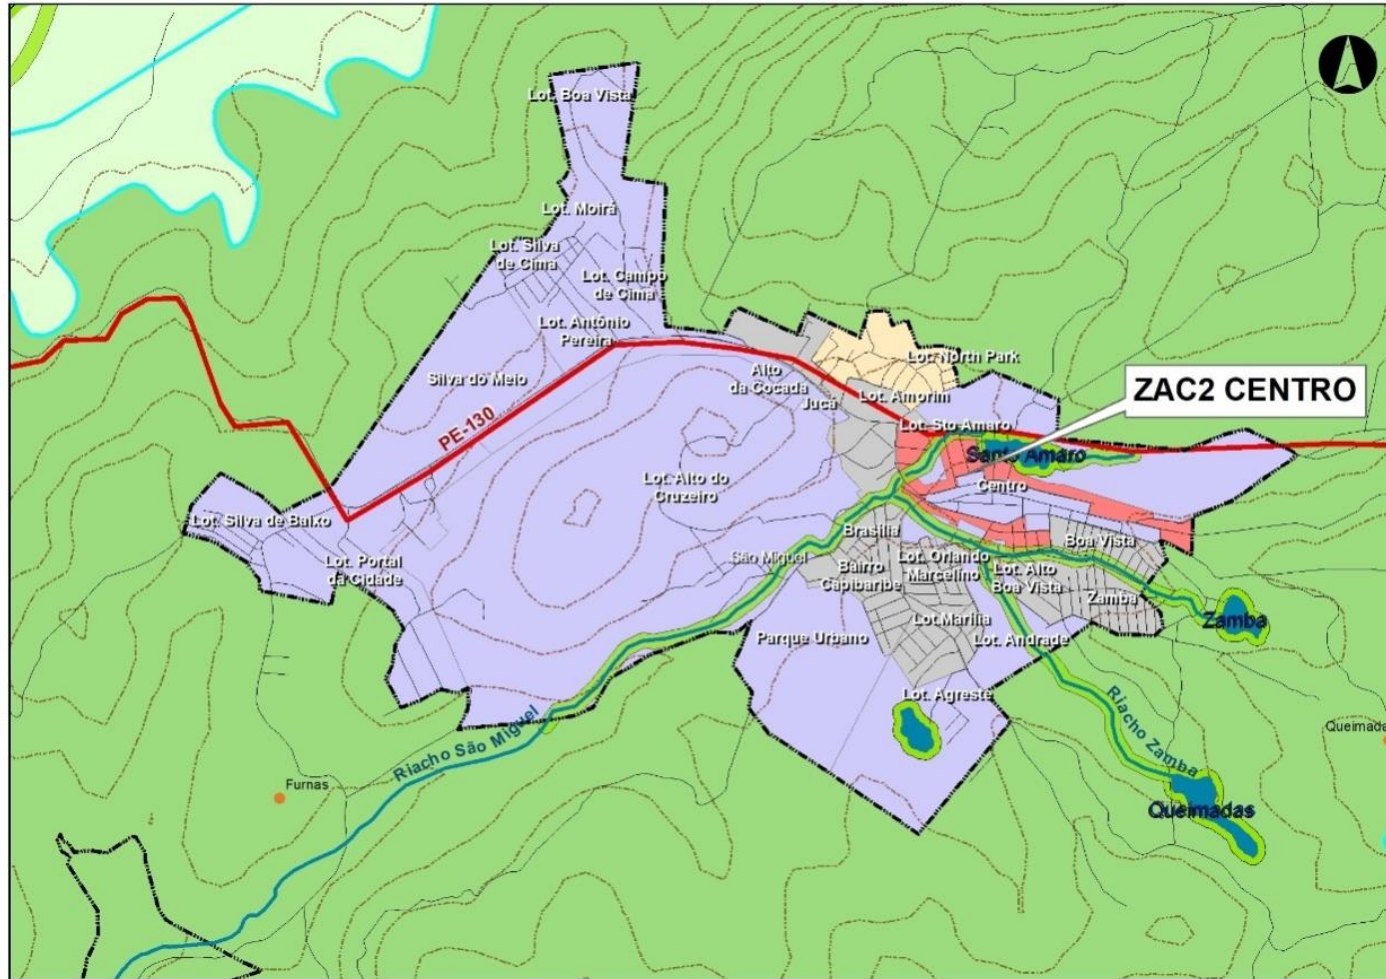 Lot. Boa Vista
Lot. Moirá
Lot. Silva
de Cima
Lot. Campo
de Cima
Lot. Antônio
Pereira
Lot. North Park
Silva do Meio
Alto
da Cocada
ZAC2 CENTRO
Jucá
Lot. Amorim
PE-130
Lot. Sto Amaro
Santo Amaro
Lot. Alto do
Cruzeiro
Centro
Lot. Silva de Baixo
Brasília
Boa Vista
São Miguel
Lot. Portal
da Cidade
Bairro
Capibaribe
Lot. Orlando
Marcelino
Lot. Alto
Boa Vista
Zamba
Lot.Marília
Zamba
Parque Urbano
Lot. Andrade
Lot. Agreste
Riacho São Miguel
Riacho Zamba
Queimada
Furnas
Queimadas